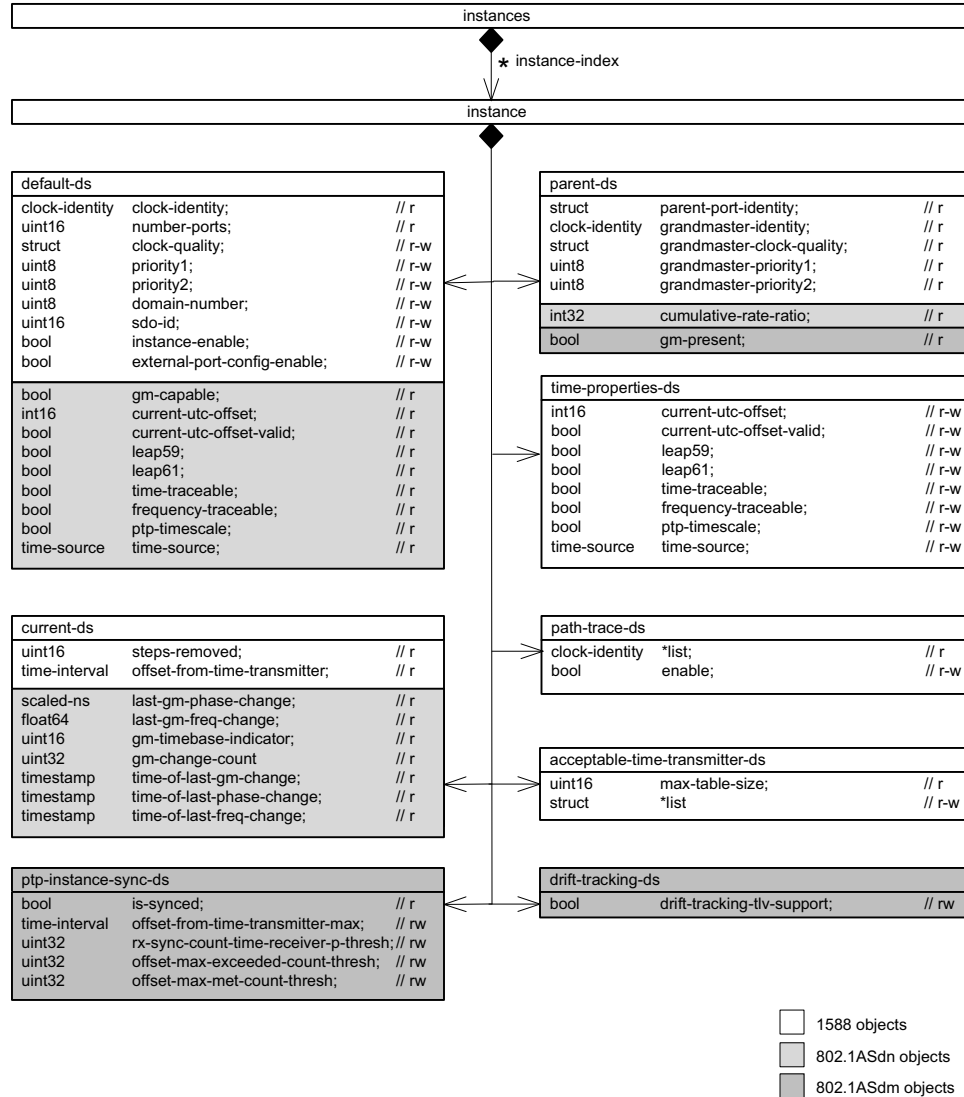 instances
* instance-index
instance
default-ds
clock-identity clock-identity; // r
uint16 number-ports; // r
struct clock-quality; // r-w
uint8 priority1; // r-w
uint8 priority2; // r-w
uint8 domain-number; // r-w
uint16 sdo-id; // r-w
bool instance-enable; // r-w
bool external-port-config-enable; // r-w
bool gm-capable; // r
int16 current-utc-offset; // r
bool current-utc-offset-valid; // r
bool leap59; // r
bool leap61; // r
bool time-traceable; // r
bool frequency-traceable; // r
bool ptp-timescale; // r
time-source time-source; // r
parent-ds
struct parent-port-identity; // r
clock-identity grandmaster-identity; // r
struct grandmaster-clock-quality; // r
uint8 grandmaster-priority1; // r
uint8 grandmaster-priority2; // r
int32 cumulative-rate-ratio; // r
bool gm-present; // r
time-properties-ds
int16 current-utc-offset; // r-w
bool current-utc-offset-valid; // r-w
bool leap59; // r-w
bool leap61; // r-w
bool time-traceable; // r-w
bool frequency-traceable; // r-w
bool ptp-timescale; // r-w
time-source time-source; // r-w
current-ds
uint16 steps-removed; // r
time-interval offset-from-time-transmitter; // r
scaled-ns last-gm-phase-change; // r
float64 last-gm-freq-change; // r
uint16 gm-timebase-indicator; // r
uint32 gm-change-count // r
timestamp time-of-last-gm-change; // r
timestamp time-of-last-phase-change; // r
timestamp time-of-last-freq-change; // r
path-trace-ds
clock-identity *list; // r
bool enable; // r-w
acceptable-time-transmitter-ds
uint16 max-table-size; // r
struct *list // r-w
ptp-instance-sync-ds
bool is-synced; // r
time-interval offset-from-time-transmitter-max; // rw
uint32 rx-sync-count-time-receiver-p-thresh; // rw
uint32 offset-max-exceeded-count-thresh; // rw
uint32 offset-max-met-count-thresh; // rw
drift-tracking-ds
bool drift-tracking-tlv-support; // rw
1588 objects
802.1ASdn objects
802.1ASdm objects